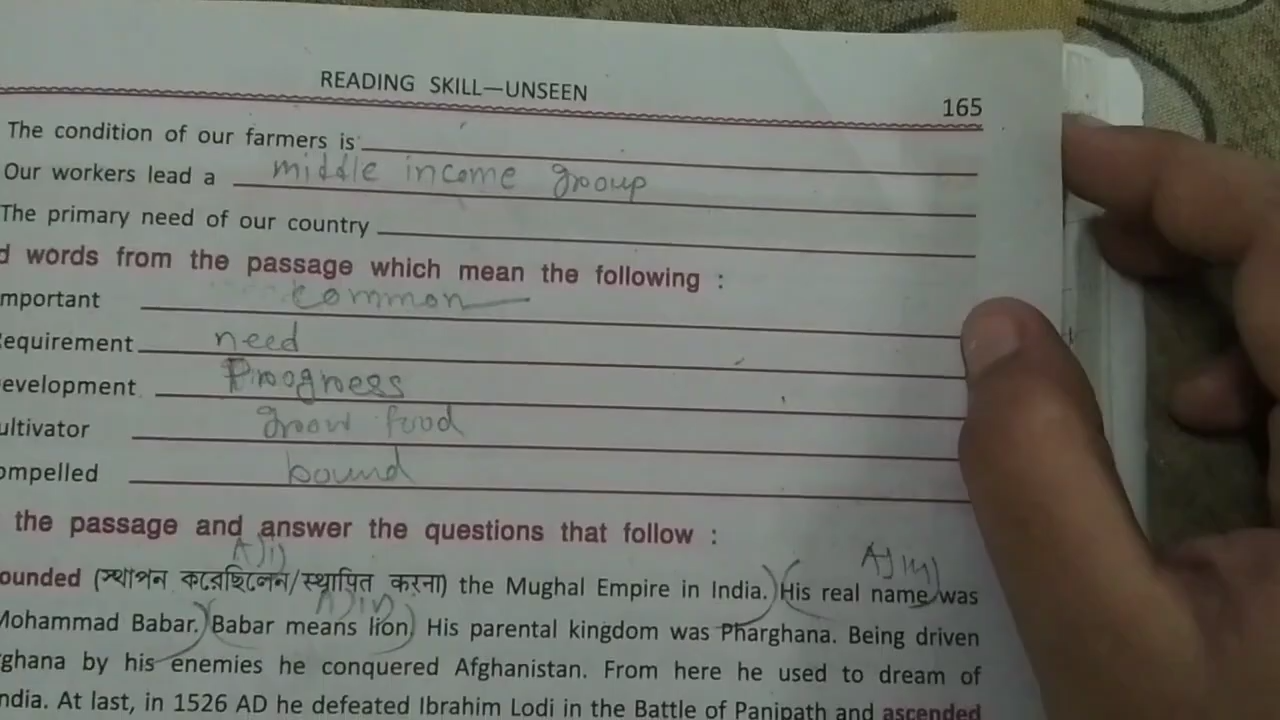 READING SKILL—UNSEEN
165
The condition of our farmers is
Our workers lead a middle income grooup
The primary need of our country
d words from the passage which mean the following :
mportant common
equirement need
evelopment Progress
ultivator grow food
ompelled bound
the passage and answer the questions that follow :
A)i) A)iii)
ounded (স্থাপন করেছিলেন/स्थापित करना) the Mughal Empire in India.) (His real name was
A)ii)
Mohammad Babar.) (Babar means lion) His parental kingdom was Pharghana. Being driven
ghana by his enemies he conquered Afghanistan. From here he used to dream of
ndia. At last, in 1526 AD he defeated Ibrahim Lodi in the Battle of Panipath and ascended